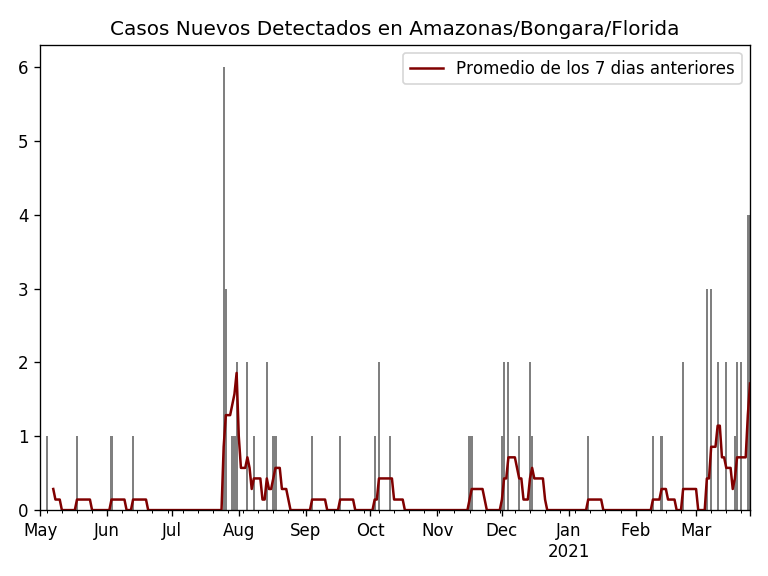 Casos Nuevos Detectados en Amazonas/Bongara/Florida
Promedio de los 7 dias anteriores
6
5
4
3
2
1
0
May Jun Jul Aug Sep Oct Nov Dec Jan Feb Mar
2021